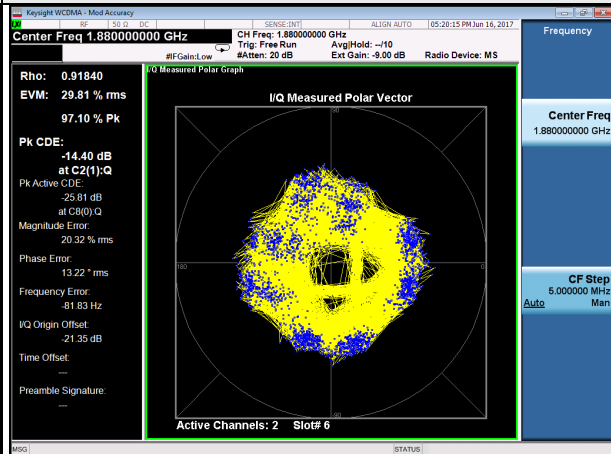 Keysight WCDMA - Mod Accuracy
RF 50 Ω DC SENSE:INT ALIGN AUTO 05:20:15 PM Jun 16, 2017
Center Freq 1.880000000 GHz
CH Freq: 1.880000000 GHz
Trig: Free Run Avg|Hold: --/10
#IFGain:Low #Atten: 20 dB Ext Gain: -9.00 dB Radio Device: MS
Frequency
Center Freq
1.880000000 GHz
CF Step
5.000000 MHz
Auto Man
Rho: 0.91840
EVM: 29.81 % rms
97.10 % Pk
Pk CDE:
-14.40 dB
at C2(1):Q
Pk Active CDE:
-25.81 dB
at C8(0):Q
Magnitude Error:
20.32 % rms
Phase Error:
13.22 ° rms
Frequency Error:
-81.83 Hz
I/Q Origin Offset:
-21.35 dB
Time Offset:
---
Preamble Signature:
---
I/Q Measured Polar Graph
I/Q Measured Polar Vector
90
180
0
-90
Active Channels: 2 Slot# 6
MSG STATUS